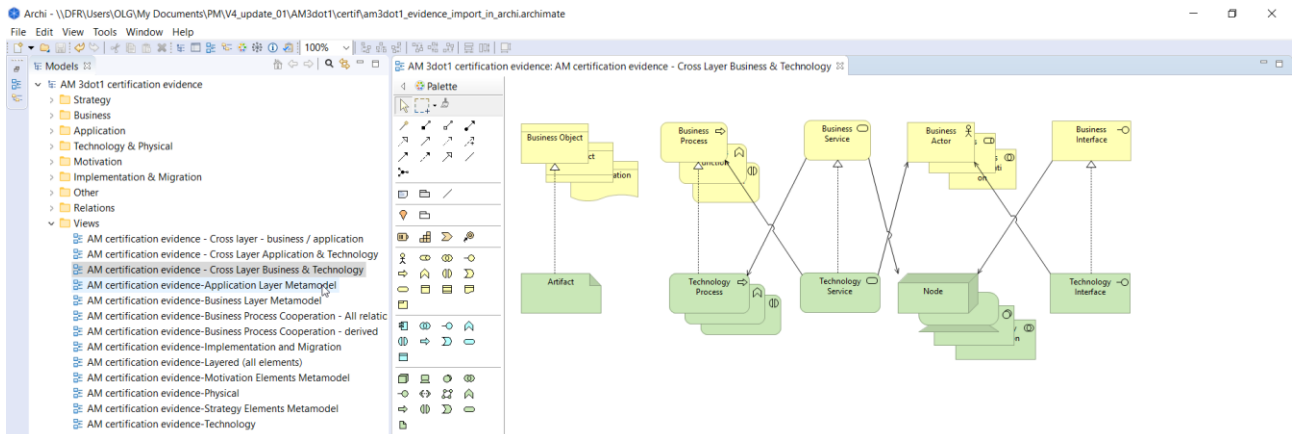 Archi - \\DFR\Users\OLG\My Documents\PM\V4_update_01\AM3dot1\certif\am3dot1_evidence_import_in_archi.archimate
File Edit View Tools Window Help
100%
Models
AM 3dot1 certification evidence: AM certification evidence - Cross Layer Business & Technology
AM 3dot1 certification evidence
Strategy
Business
Application
Technology & Physical
Motivation
Implementation & Migration
Other
Relations
Views
AM certification evidence - Cross layer - business / application
AM certification evidence - Cross Layer Application & Technology
AM certification evidence - Cross Layer Business & Technology
AM certification evidence-Application Layer Metamodel
AM certification evidence-Business Layer Metamodel
AM certification evidence-Business Process Cooperation - All relatic
AM certification evidence-Business Process Cooperation - derived
AM certification evidence-Implementation and Migration
AM certification evidence-Layered (all elements)
AM certification evidence-Motivation Elements Metamodel
AM certification evidence-Physical
AM certification evidence-Strategy Elements Metamodel
AM certification evidence-Technology
Palette
Business Object
Business
Process
Business
Service
Business
Actor
Business
Interface
Artifact
Technology
Process
Technology
Service
Node
Technology
Interface